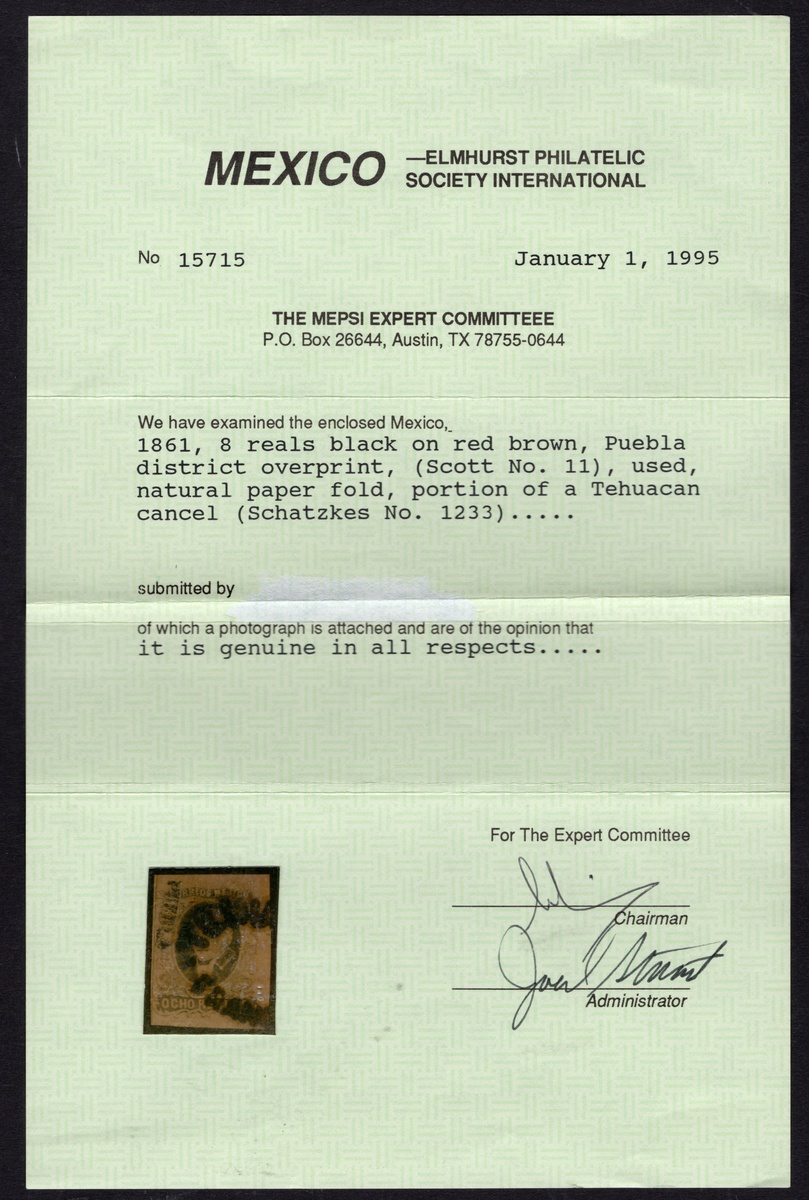 MEXICO —ELMHURST PHILATELIC
SOCIETY INTERNATIONAL
No 15715 January 1, 1995
THE MEPSI EXPERT COMMITTEEE
P.O. Box 26644, Austin, TX 78755-0644
We have examined the enclosed Mexico,
1861, 8 reals black on red brown, Puebla
district overprint, (Scott No. 11), used,
natural paper fold, portion of a Tehuacan
cancel (Schatzkes No. 1233).....
submitted by
of which a photograph is attached and are of the opinion that
it is genuine in all respects.....
For The Expert Committee
Chairman
Administrator
OCHO